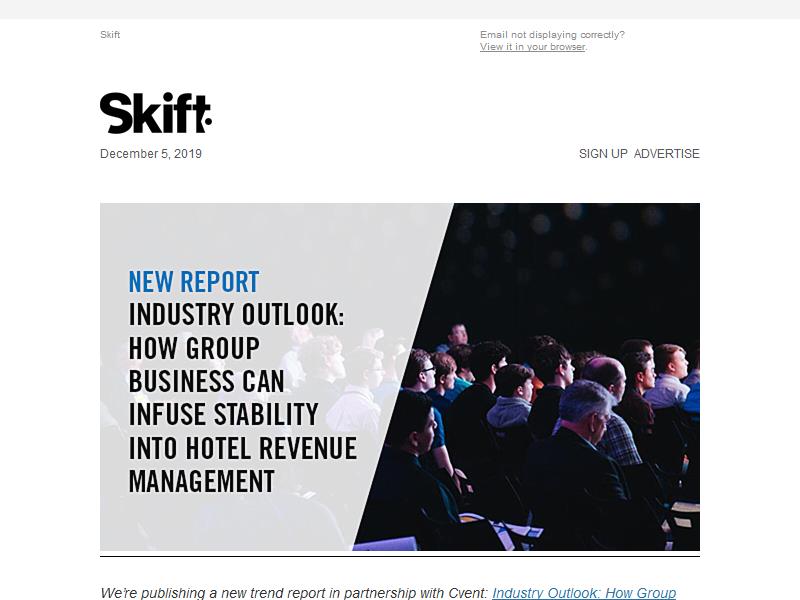 Skift
Email not displaying correctly?
View it in your browser.
Skift
December 5, 2019
SIGN UP ADVERTISE
NEW REPORT
INDUSTRY OUTLOOK:
HOW GROUP
BUSINESS CAN
INFUSE STABILITY
INTO HOTEL REVENUE
MANAGEMENT
We're publishing a new trend report in partnership with Cvent: Industry Outlook: How Group